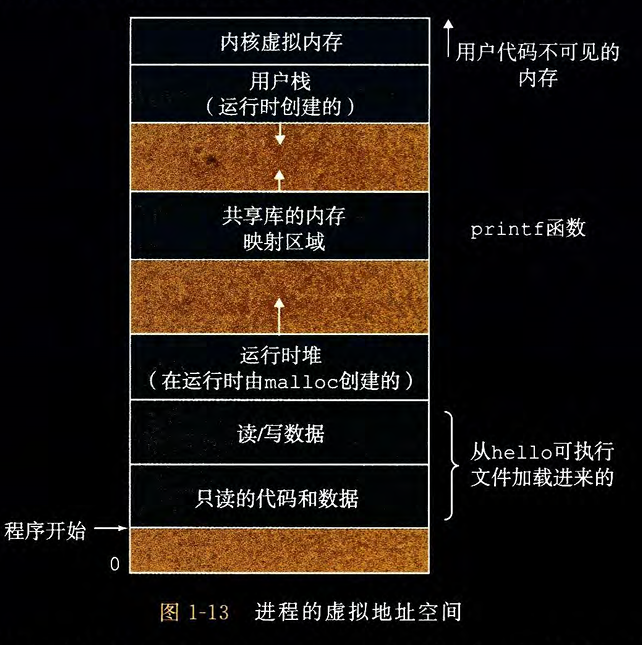 内核虚拟内存
用户代码不可见的
内存
用户栈
（运行时创建的）
共享库的内存
映射区域
printf函数
运行时堆
（在运行时由malloc创建的）
读/写数据
从hello可执行
文件加载进来的
只读的代码和数据
程序开始
0
图 1-13 进程的虚拟地址空间